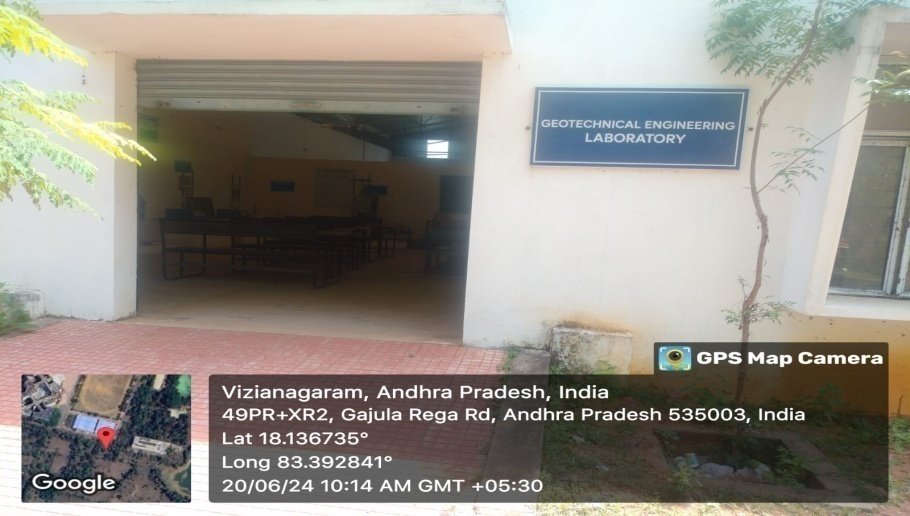 GEOTECHNICAL ENGINEERING
LABORATORY
GPS Map Camera
Vizianagaram, Andhra Pradesh, India
49PR+XR2, Gajula Rega Rd, Andhra Pradesh 535003, India
Lat 18.136735°
Long 83.392841°
20/06/24 10:14 AM GMT +05:30
Google